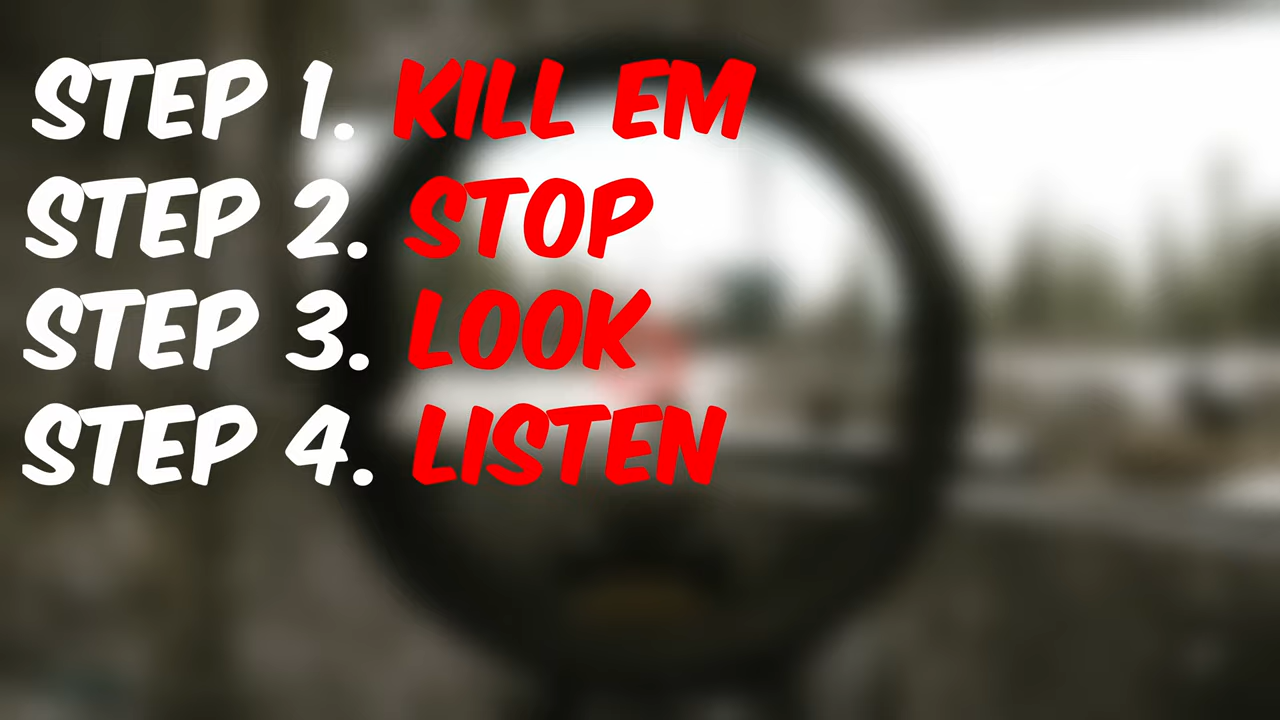 STEP 1. KILL EM
STEP 2. STOP
STEP 3. LOOK
STEP 4. LISTEN